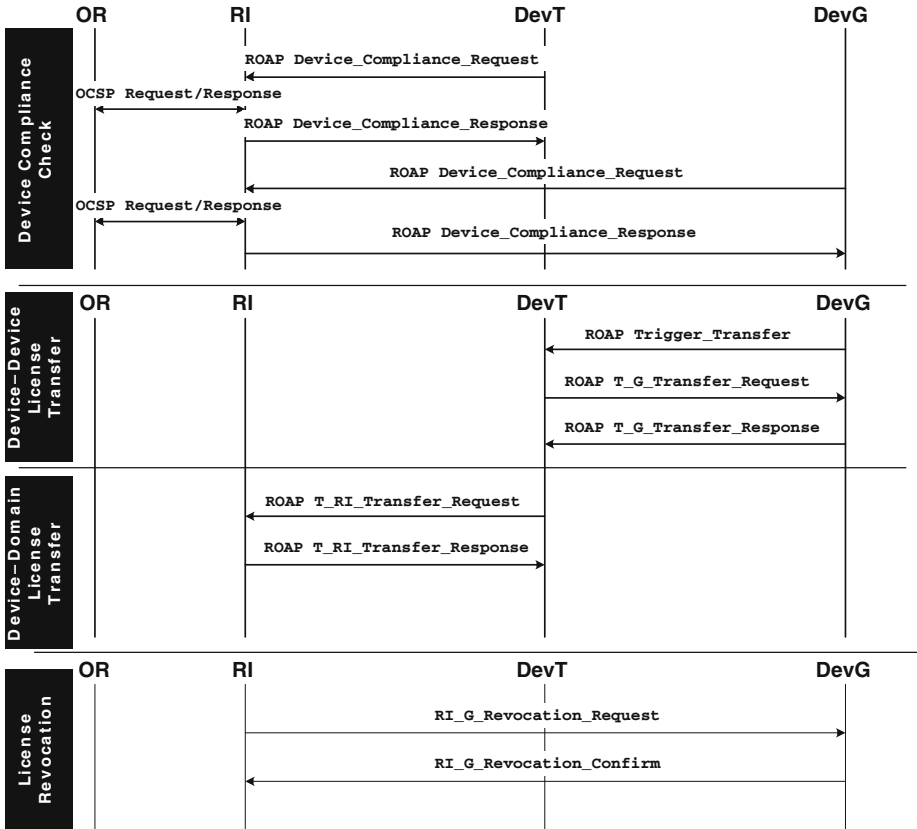 OR RI DevT DevG
Device Compliance
Check
ROAP Device_Compliance_Request
OCSP Request/Response
ROAP Device_Compliance_Response
ROAP Device_Compliance_Request
OCSP Request/Response
ROAP Device_Compliance_Response
OR RI DevT DevG
Device–Device
License
Transfer
ROAP Trigger_Transfer
ROAP T_G_Transfer_Request
ROAP T_G_Transfer_Response
Device–Domain
License
Transfer
ROAP T_RI_Transfer_Request
ROAP T_RI_Transfer_Response
OR RI DevT DevG
License
Revocation
RI_G_Revocation_Request
RI_G_Revocation_Confirm